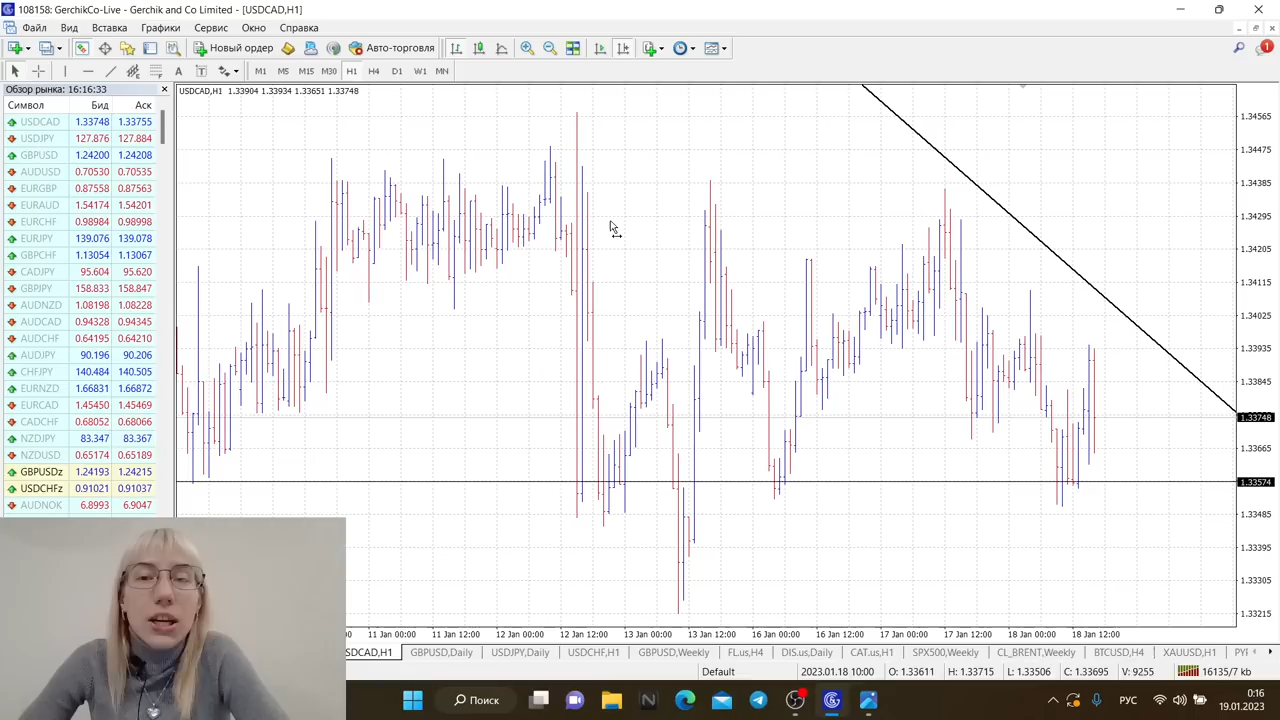 108158: GerchikCo-Live - Gerchik and Co Limited - [USDCAD,H1]
Файл Вид Вставка Графики Сервис Окно Справка
Новый ордер Авто-торговля 1
A T M1 M5 M15 M30 H1 H4 D1 W1 MN
Обзор рынка: 16:16:33
Символ Бид Аск
USDCAD 1.33748 1.33755
USDJPY 127.876 127.884
GBPUSD 1.24200 1.24208
AUDUSD 0.70530 0.70535
EURGBP 0.87558 0.87563
EURAUD 1.54174 1.54201
EURCHF 0.98984 0.98998
EURJPY 139.076 139.078
GBPCHF 1.13054 1.13067
CADJPY 95.604 95.620
GBPJPY 158.833 158.847
AUDNZD 1.08198 1.08228
AUDCAD 0.94328 0.94345
AUDCHF 0.64195 0.64210
AUDJPY 90.196 90.206
CHFJPY 140.484 140.505
EURNZD 1.66831 1.66872
EURCAD 1.45450 1.45469
CADCHF 0.68052 0.68066
NZDJPY 83.347 83.367
NZDUSD 0.65174 0.65189
GBPUSDz 1.24193 1.24215
USDCHFz 0.91021 0.91037
AUDNOK 6.8993 6.9047
USDCAD,H1 1.33904 1.33934 1.33651 1.33748
1.34565
1.34475
1.34385
1.34295
1.34205
1.34115
1.34025
1.33935
1.33845
1.33748
1.33665
1.33574
1.33485
1.33395
1.33305
1.33215
00:00 11 Jan 00:00 11 Jan 12:00 12 Jan 00:00 12 Jan 12:00 13 Jan 00:00 13 Jan 12:00 16 Jan 00:00 16 Jan 12:00 17 Jan 00:00 17 Jan 12:00 18 Jan 00:00 18 Jan 12:00
SDCAD,H1 GBPUSD,Daily USDJPY,Daily USDCHF,H1 GBPUSD,Weekly FL.us,H4 DIS.us,Daily CAT.us,H1 SPX500,Weekly CL_BRENT,Weekly BTCUSD,H4 XAUUSD,H1
Default 2023.01.18 10:00 O: 1.33611 H: 1.33715 L: 1.33506 C: 1.33695 V: 9255 16135/7 kb
Поиск РУС 0:16
19.01.2023